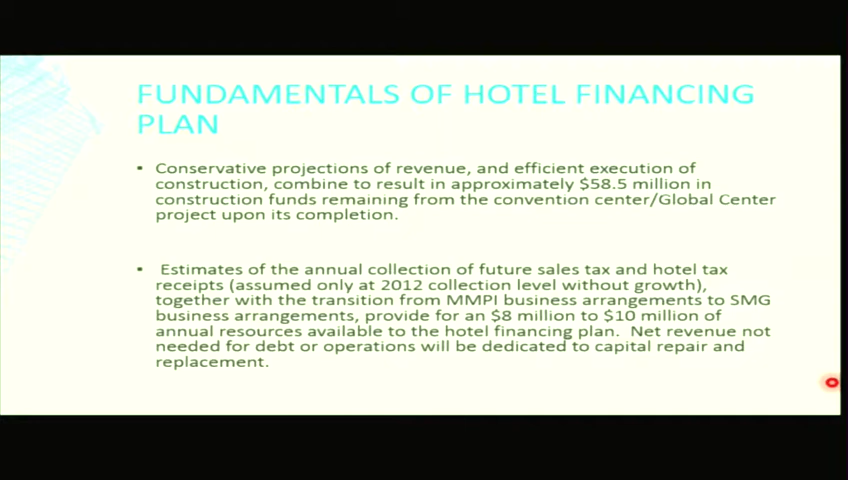 FUNDAMENTALS OF HOTEL FINANCING
PLAN
• Conservative projections of revenue, and efficient execution of
construction, combine to result in approximately $58.5 million in
construction funds remaining from the convention center/Global Center
project upon its completion.
• Estimates of the annual collection of future sales tax and hotel tax
receipts (assumed only at 2012 collection level without growth),
together with the transition from MMPI business arrangements to SMG
business arrangements, provide for an $8 million to $10 million of
annual resources available to the hotel financing plan. Net revenue not
needed for debt or operations will be dedicated to capital repair and
replacement.